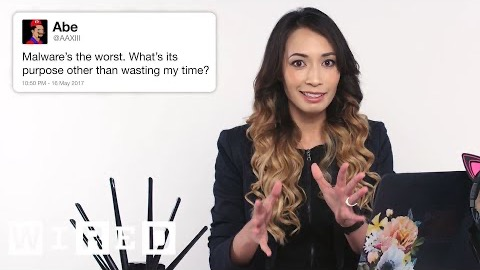 Abe
@AAXIII
Malware's the worst. What's its
purpose other than wasting my time?
10:50 PM - 16 May 2017
WIRED